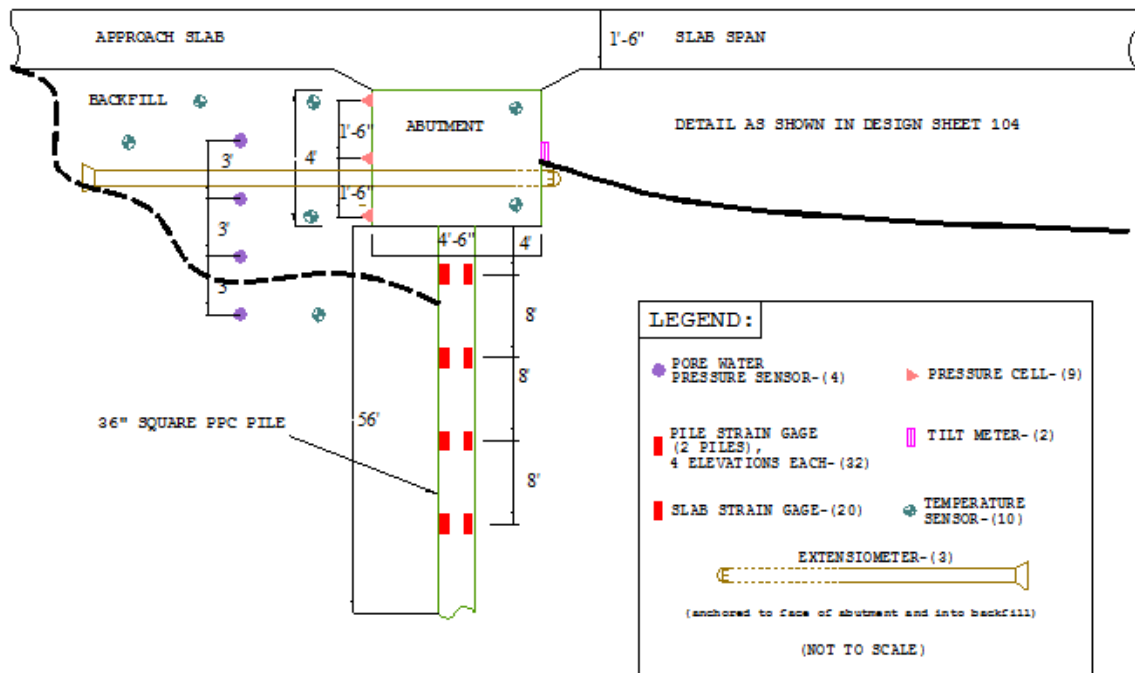 APPROACH SLAB
1'-6" SLAB SPAN
BACKFILL
ABUTMENT
DETAIL AS SHOWN IN DESIGN SHEET 104
1'-6"
4'
1'-6"
3'
3'
3'
4'-6"
4'
8'
8'
8'
56'
36" SQUARE PPC PILE
LEGEND:
PORE WATER
PRESSURE SENSOR-(4)
PRESSURE CELL-(9)
PILE STRAIN GAGE
(2 PILES),
4 ELEVATIONS EACH-(32)
TILT METER-(2)
SLAB STRAIN GAGE-(20)
TEMPERATURE
SENSOR-(10)
EXTENSIOMETER-(3)
(anchored to face of abutment and into backfill)
(NOT TO SCALE)